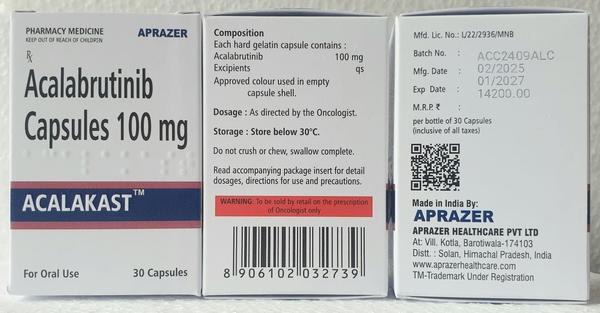 PHARMACY MEDICINE
KEEP OUT OF REACH OF CHILDREN
APRAZER
Rx
Acalabrutinib
Capsules 100 mg
ACALAKAST™
For Oral Use
30 Capsules
Composition
Each hard gelatin capsule contains :
Acalabrutinib 100 mg
Excipients qs
Approved colour used in empty
capsule shell.
Dosage : As directed by the Oncologist.
Storage : Store below 30°C.
Do not crush or chew, swallow complete.
Read accompanying package insert for detail
dosages, directions for use and precautions.
WARNING: To be sold by retail on the prescription
of Oncologist only
8 906102 032739
Mfd. Lic. No.: L/22/2936/MNB
Batch No. : ACC2409ALC
Mfg. Date : 02/2025
Exp Date : 01/2027
M.R.P. ₹ : 14200.00
per bottle of 30 Capsules
(inclusive of all taxes)
Made in India By:
APRAZER
APRAZER HEALTHCARE PVT LTD
At: Vill. Kotla, Barotiwala-174103
Distt. : Solan, Himachal Pradesh, India
www.aprazerhealthcare.com
TM-Trademark Under Registration